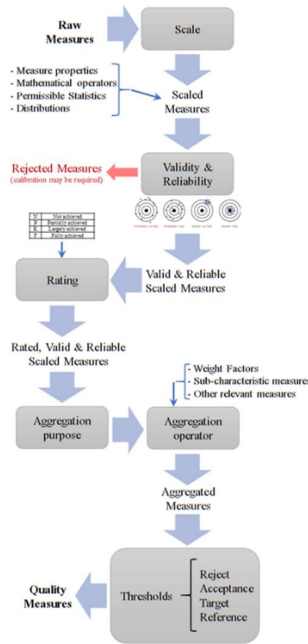 Raw
Measures
Scale
- Measure properties
- Mathematical operators
- Permissible Statistics
- Distributions
Scaled
Measures
Rejected Measures
(calibration may be required)
Validity &
Reliability
N Not achieved
P Partially achieved
K Largely achieved
F Fully achieved
Rating
Valid & Reliable
Scaled Measures
Rated, Valid & Reliable
Scaled Measures
- Weight Factors
- Sub-characteristic measures
- Other relevant measures
Aggregation
purpose
Aggregation
operator
Aggregated
Measures
Quality
Measures
Thresholds
Reject
Acceptance
Target
Reference